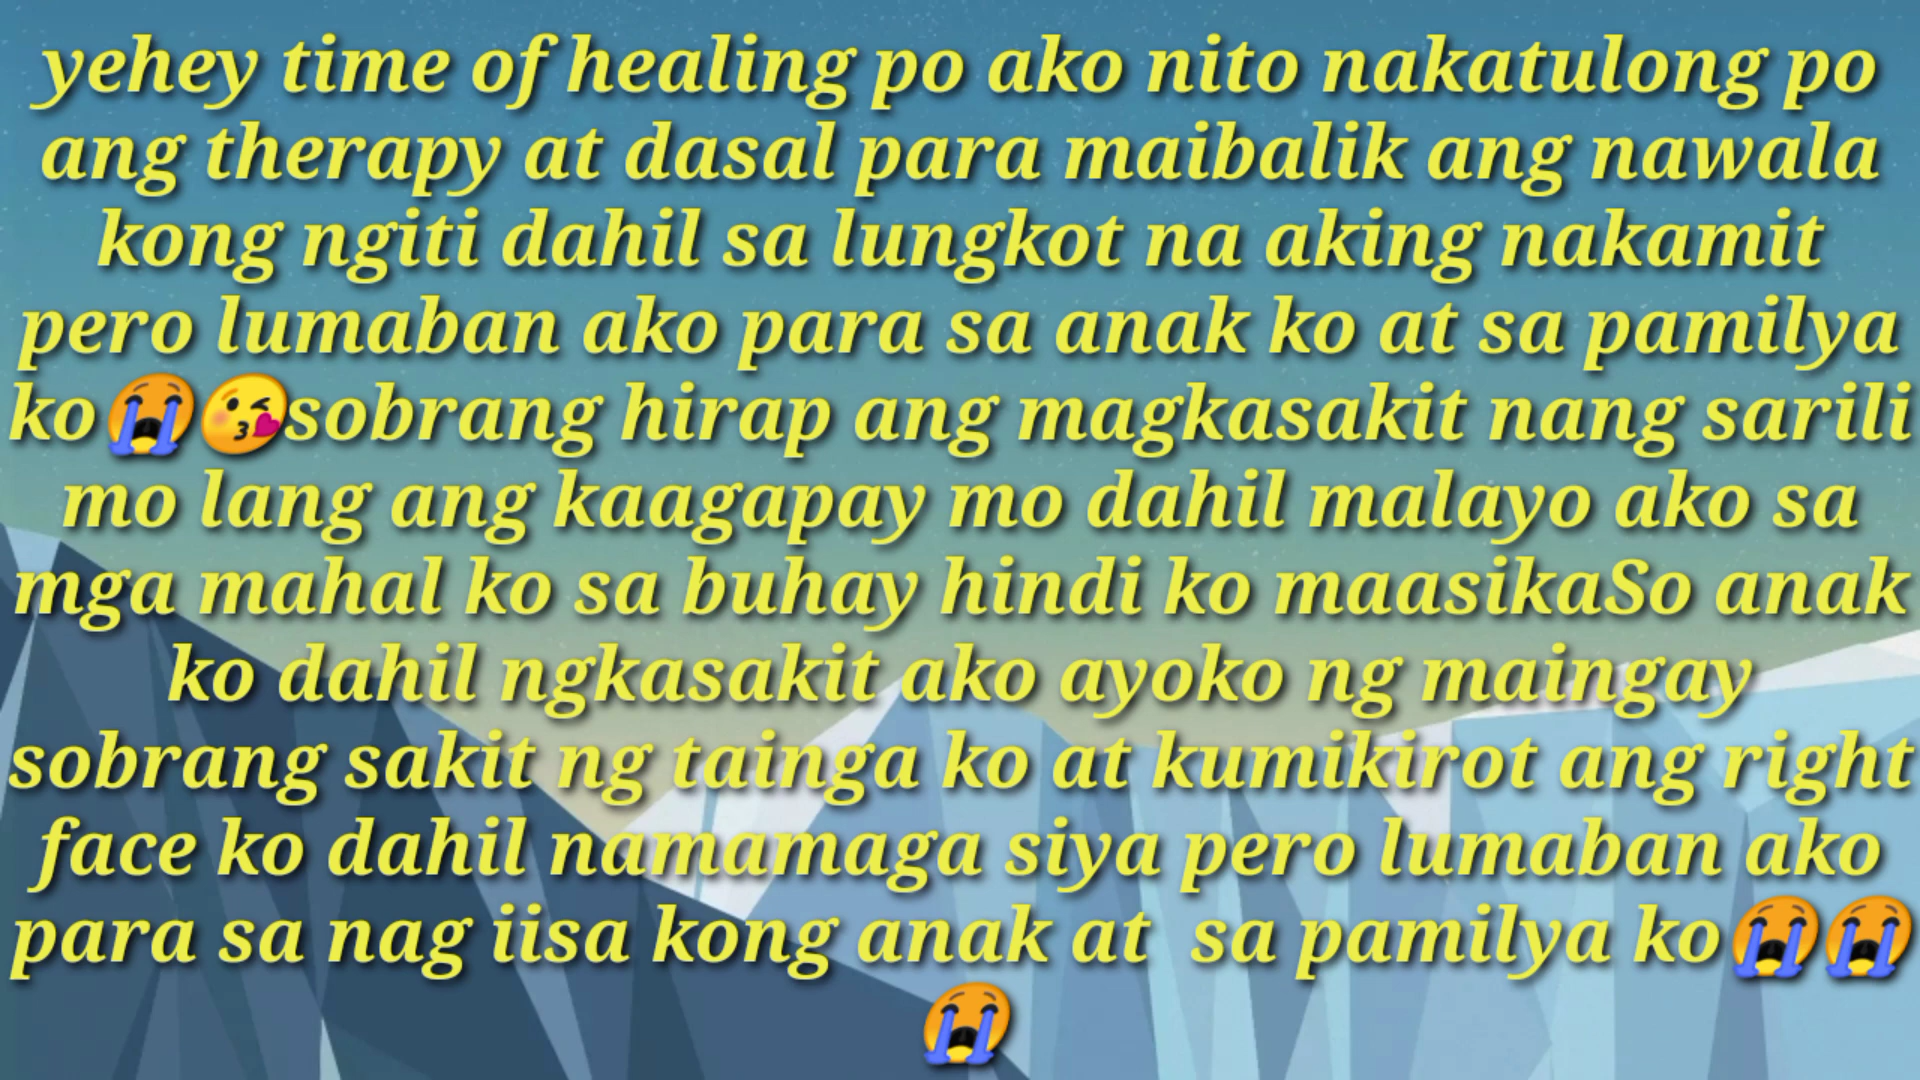 yehey time of healing po ako nito nakatulong po
ang therapy at dasal para maibalik ang nawala
kong ngiti dahil sa lungkot na aking nakamit
pero lumaban ako para sa anak ko at sa pamilya
ko😭😘sobrang hirap ang magkasakit nang sarili
mo lang ang kaagapay mo dahil malayo ako sa
mga mahal ko sa buhay hindi ko maasikaSo anak
ko dahil ngkasakit ako ayoko ng maingay
sobrang sakit ng tainga ko at kumikirot ang right
face ko dahil namamaga siya pero lumaban ako
para sa nag iisa kong anak at  sa pamilya ko😭😭
😭